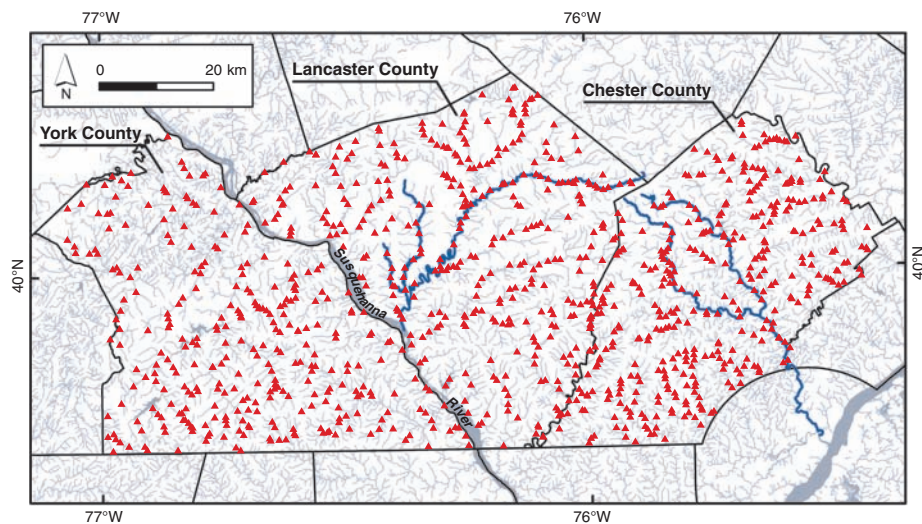 77°W 76°W
0 20 km
N
Lancaster County
Chester County
York County
40°N
40°N
Susquehanna
River
77°W 76°W